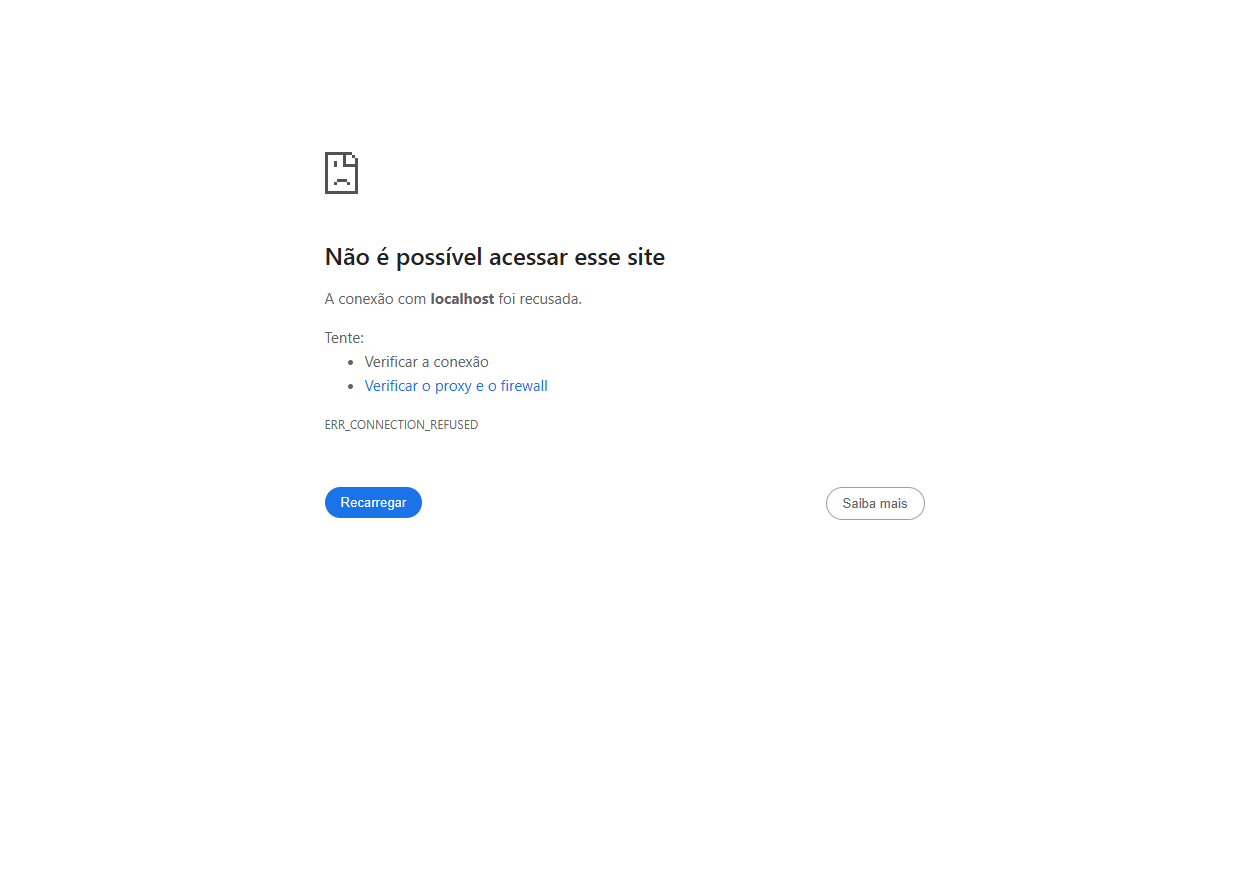 Não é possível acessar esse site
A conexão com localhost foi recusada.
Tente:
Verificar a conexão
Verificar o proxy e o firewall
ERR_CONNECTION_REFUSED
Recarregar
Saiba mais